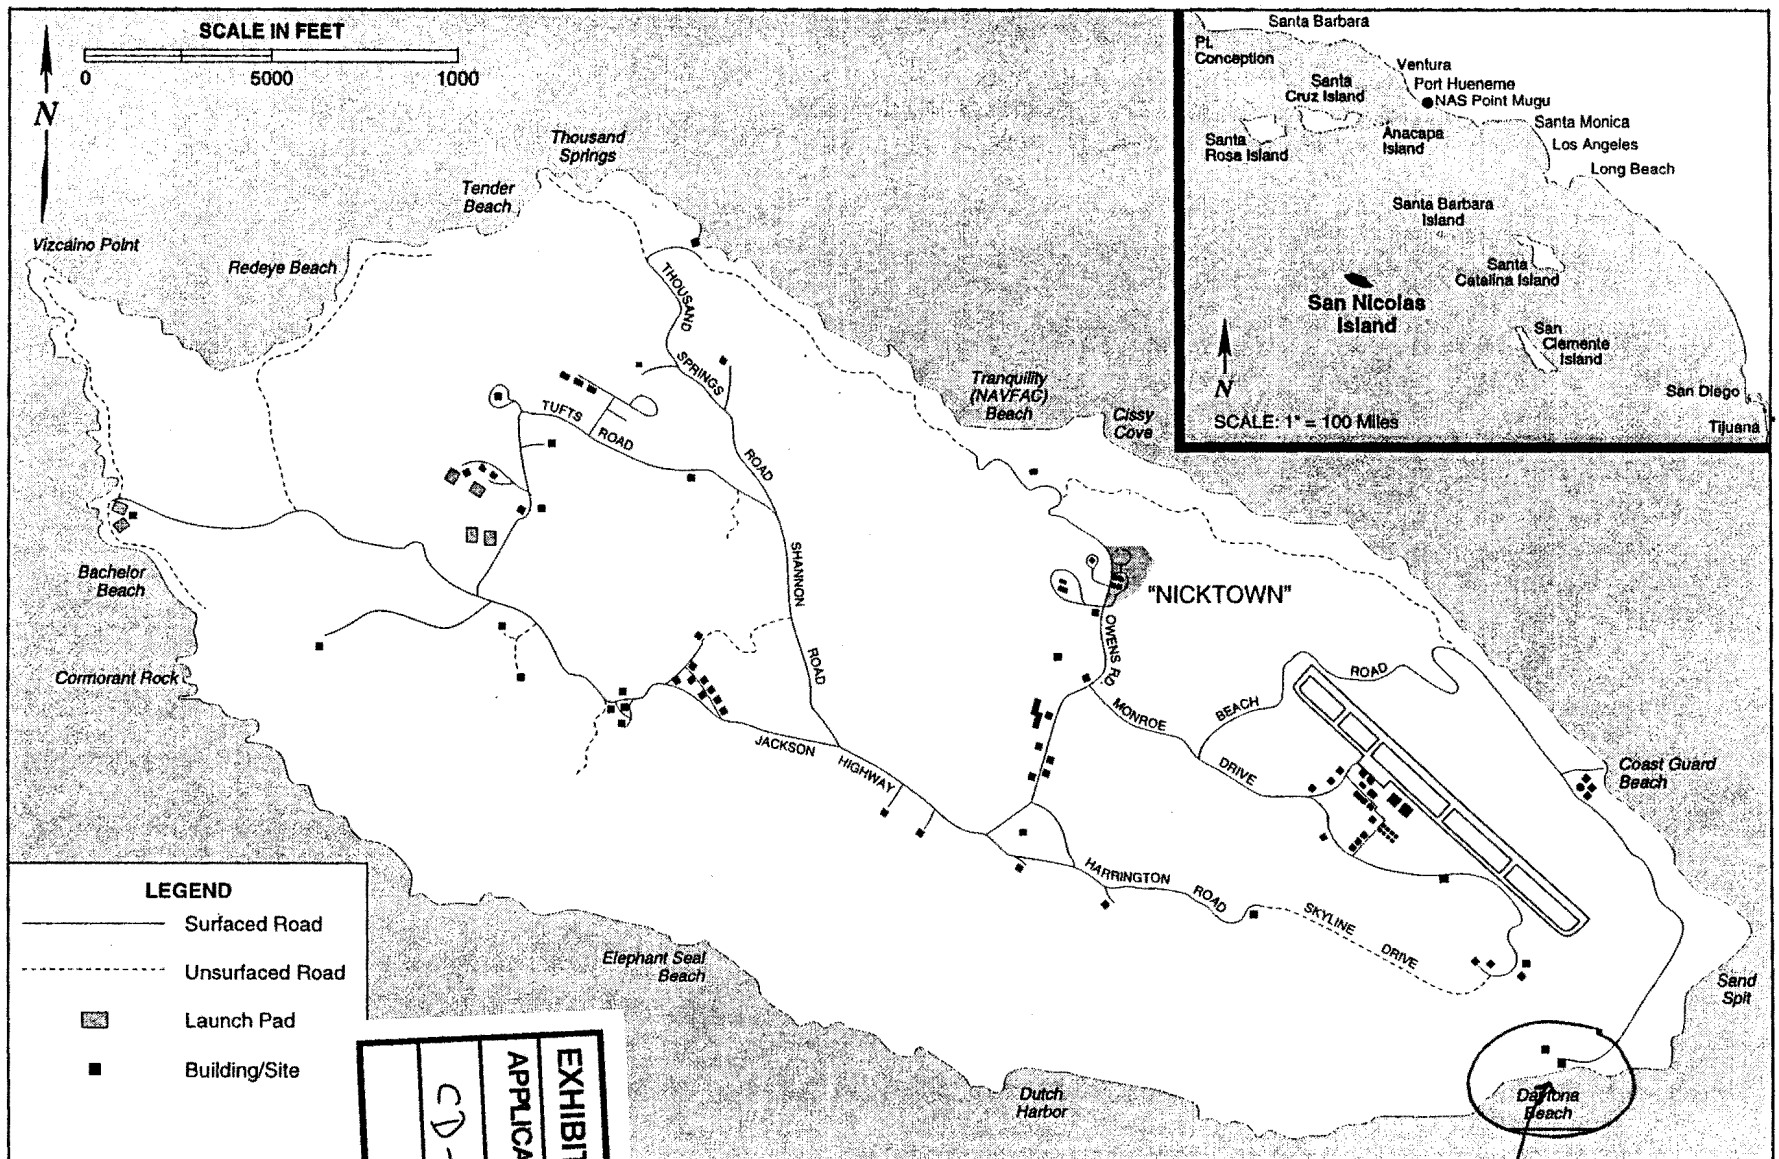 SCALE IN FEET
0 5000 1000
N
Thousand
Springs
Tender
Beach
Vizcaino Point
Redeye Beach
THOUSAND
SPRINGS
ROAD
TUFTS
ROAD
SHANNON
ROAD
Tranquility
(NAVFAC)
Beach
Cissy
Cove
"NICKTOWN"
OWENS RD.
Bachelor
Beach
Cormorant Rock
MONROE
DRIVE
BEACH
ROAD
JACKSON
HIGHWAY
Coast Guard
Beach
HARRINGTON
ROAD
SKYLINE
DRIVE
Elephant Seal
Beach
Sand
Spit
Dutch
Harbor
Daytona
Beach
LEGEND
Surfaced Road
Unsurfaced Road
Launch Pad
Building/Site
EXHIBIT
APPLICA
CD-
Santa Barbara
Pt.
Conception
Ventura
Port Hueneme
NAS Point Mugu
Santa
Cruz Island
Santa
Rosa Island
Anacapa
Island
Santa Monica
Los Angeles
Long Beach
Santa Barbara
Island
Santa
Catalina Island
San Nicolas
Island
San
Clemente
Island
N
San Diego
SCALE: 1" = 100 Miles
Tijuana